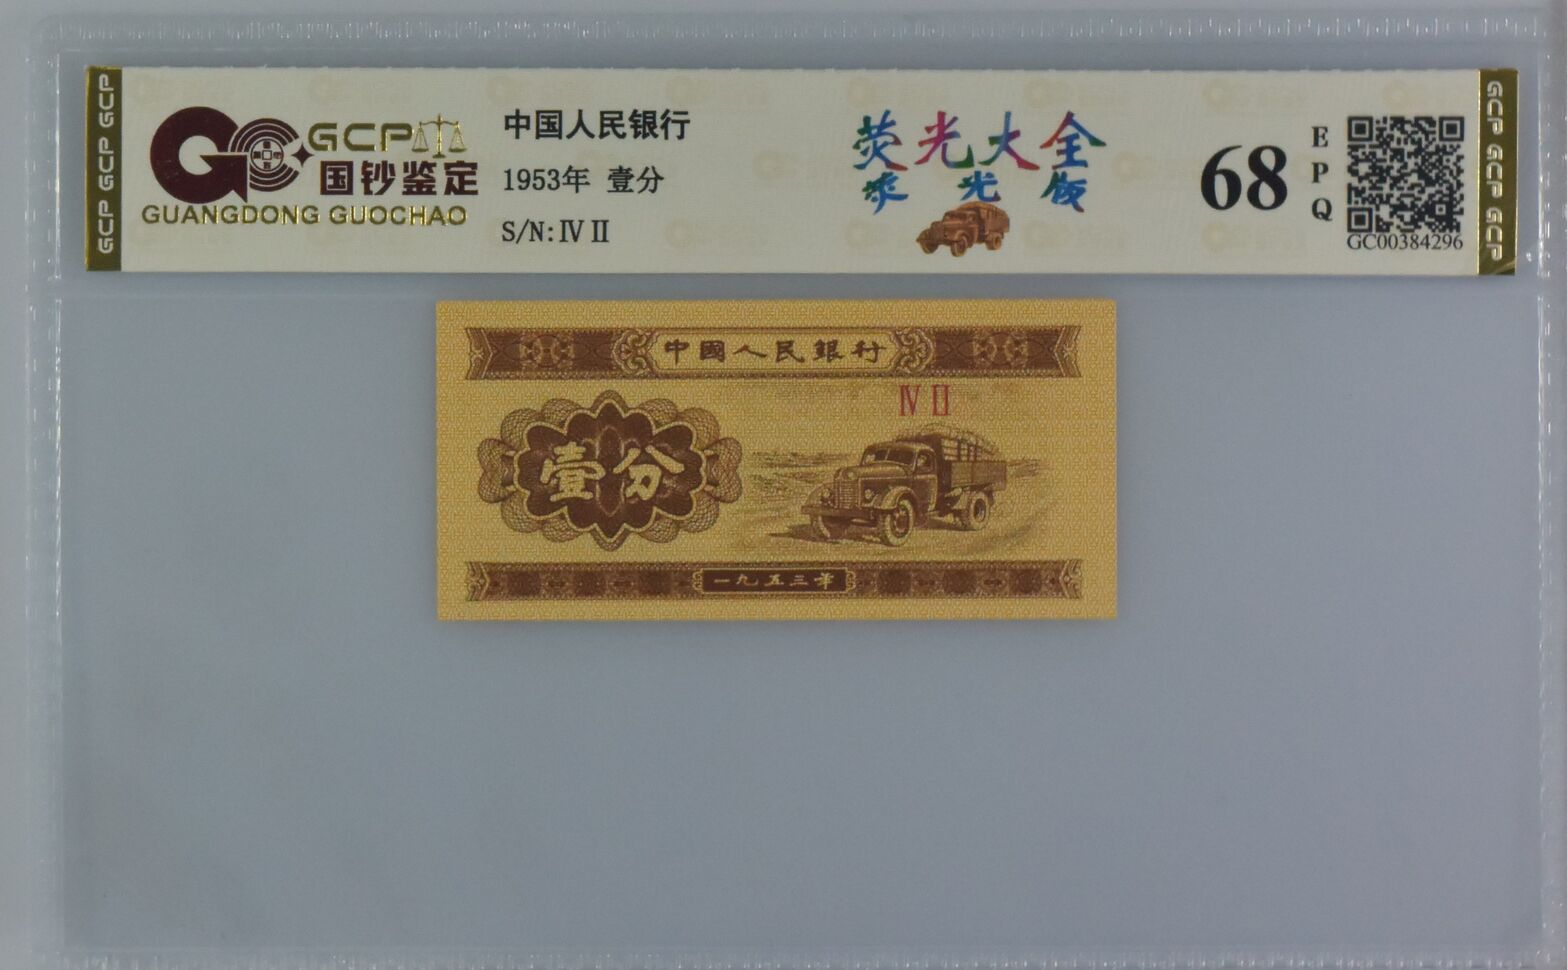 GCP GCP GCP
GCP
国钞鉴定
GUANGDONG GUOCHAO
中国人民银行
1953年 壹分
S/N: Ⅳ Ⅱ
荧光大全
荧光版
68
E
P
Q
GC00384296
GCP GCP GCP
中國人民銀行
Ⅳ Ⅱ
壹分
一九五三年